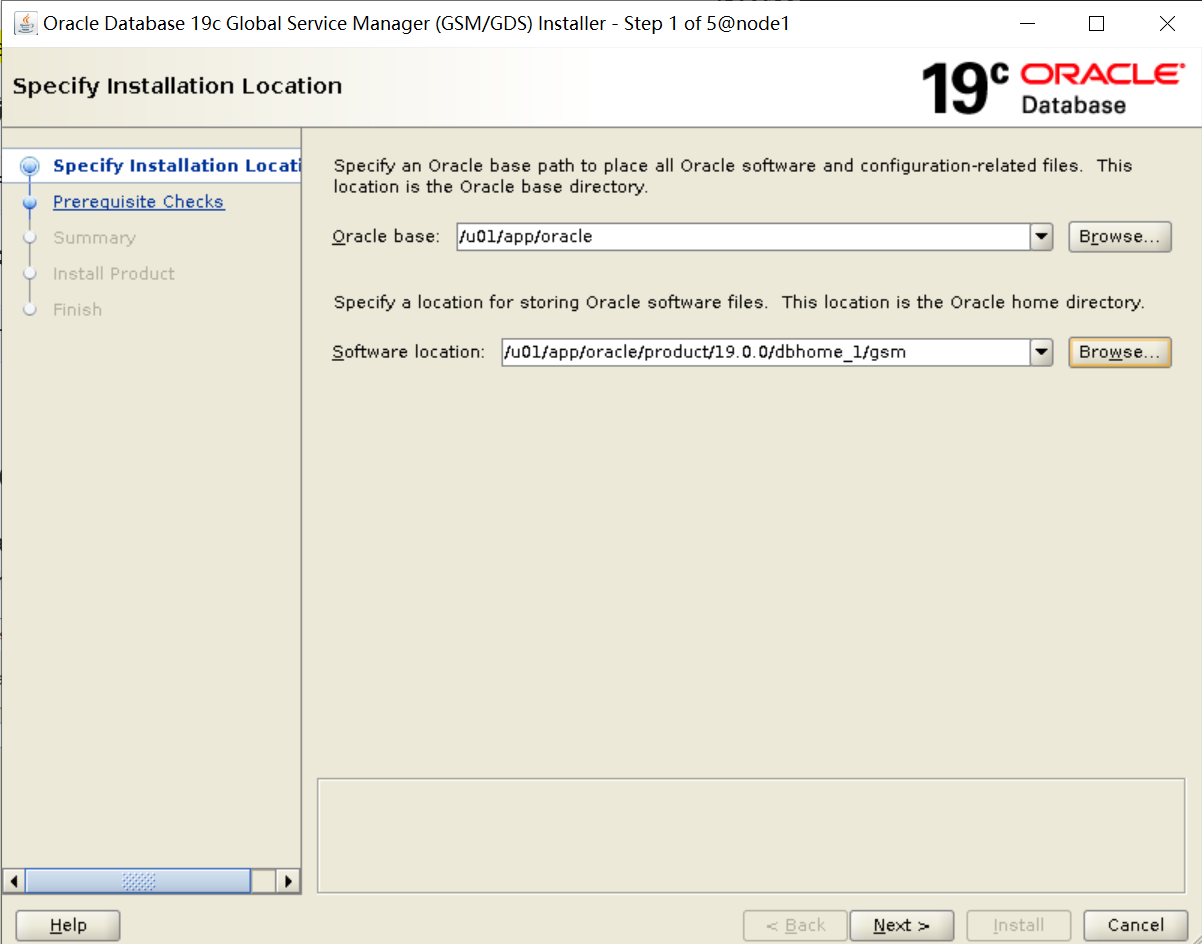 Oracle Database 19c Global Service Manager (GSM/GDS) Installer - Step 1 of 5@node1
Specify Installation Location
19c ORACLE
Database
Specify Installation Locati
Prerequisite Checks
Summary
Install Product
Finish
Specify an Oracle base path to place all Oracle software and configuration-related files. This
location is the Oracle base directory.
Oracle base: /u01/app/oracle Browse...
Specify a location for storing Oracle software files. This location is the Oracle home directory.
Software location: /u01/app/oracle/product/19.0.0/dbhome_1/gsm Browse...
Help < Back Next > Install Cancel